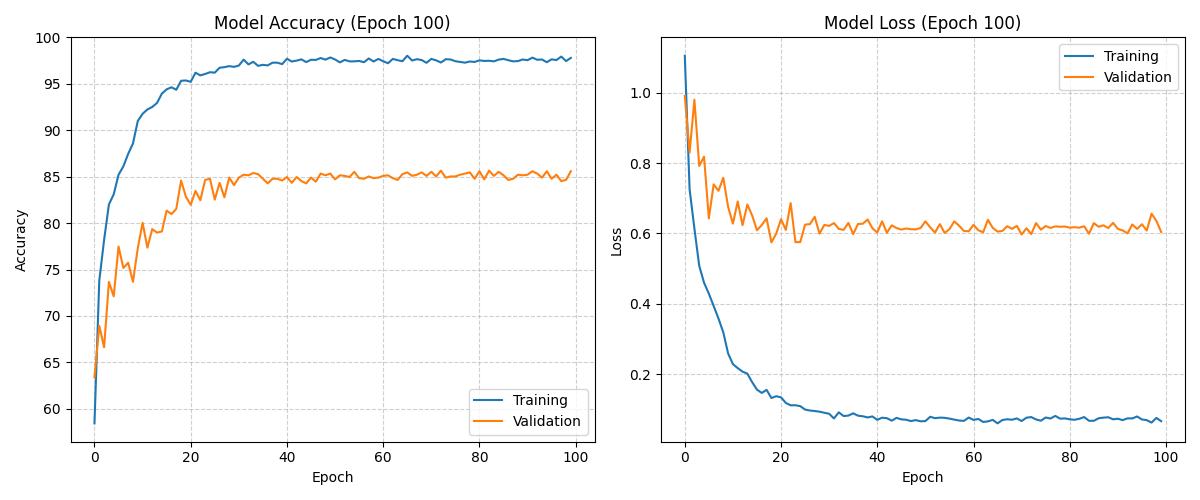 Model Accuracy (Epoch 100)
100
95
90
85
80
75
70
65
60
Accuracy
0
20
40
60
80
100
Epoch
Training
Validation
Model Loss (Epoch 100)
1.0
0.8
0.6
0.4
0.2
Loss
0
20
40
60
80
100
Epoch
Training
Validation